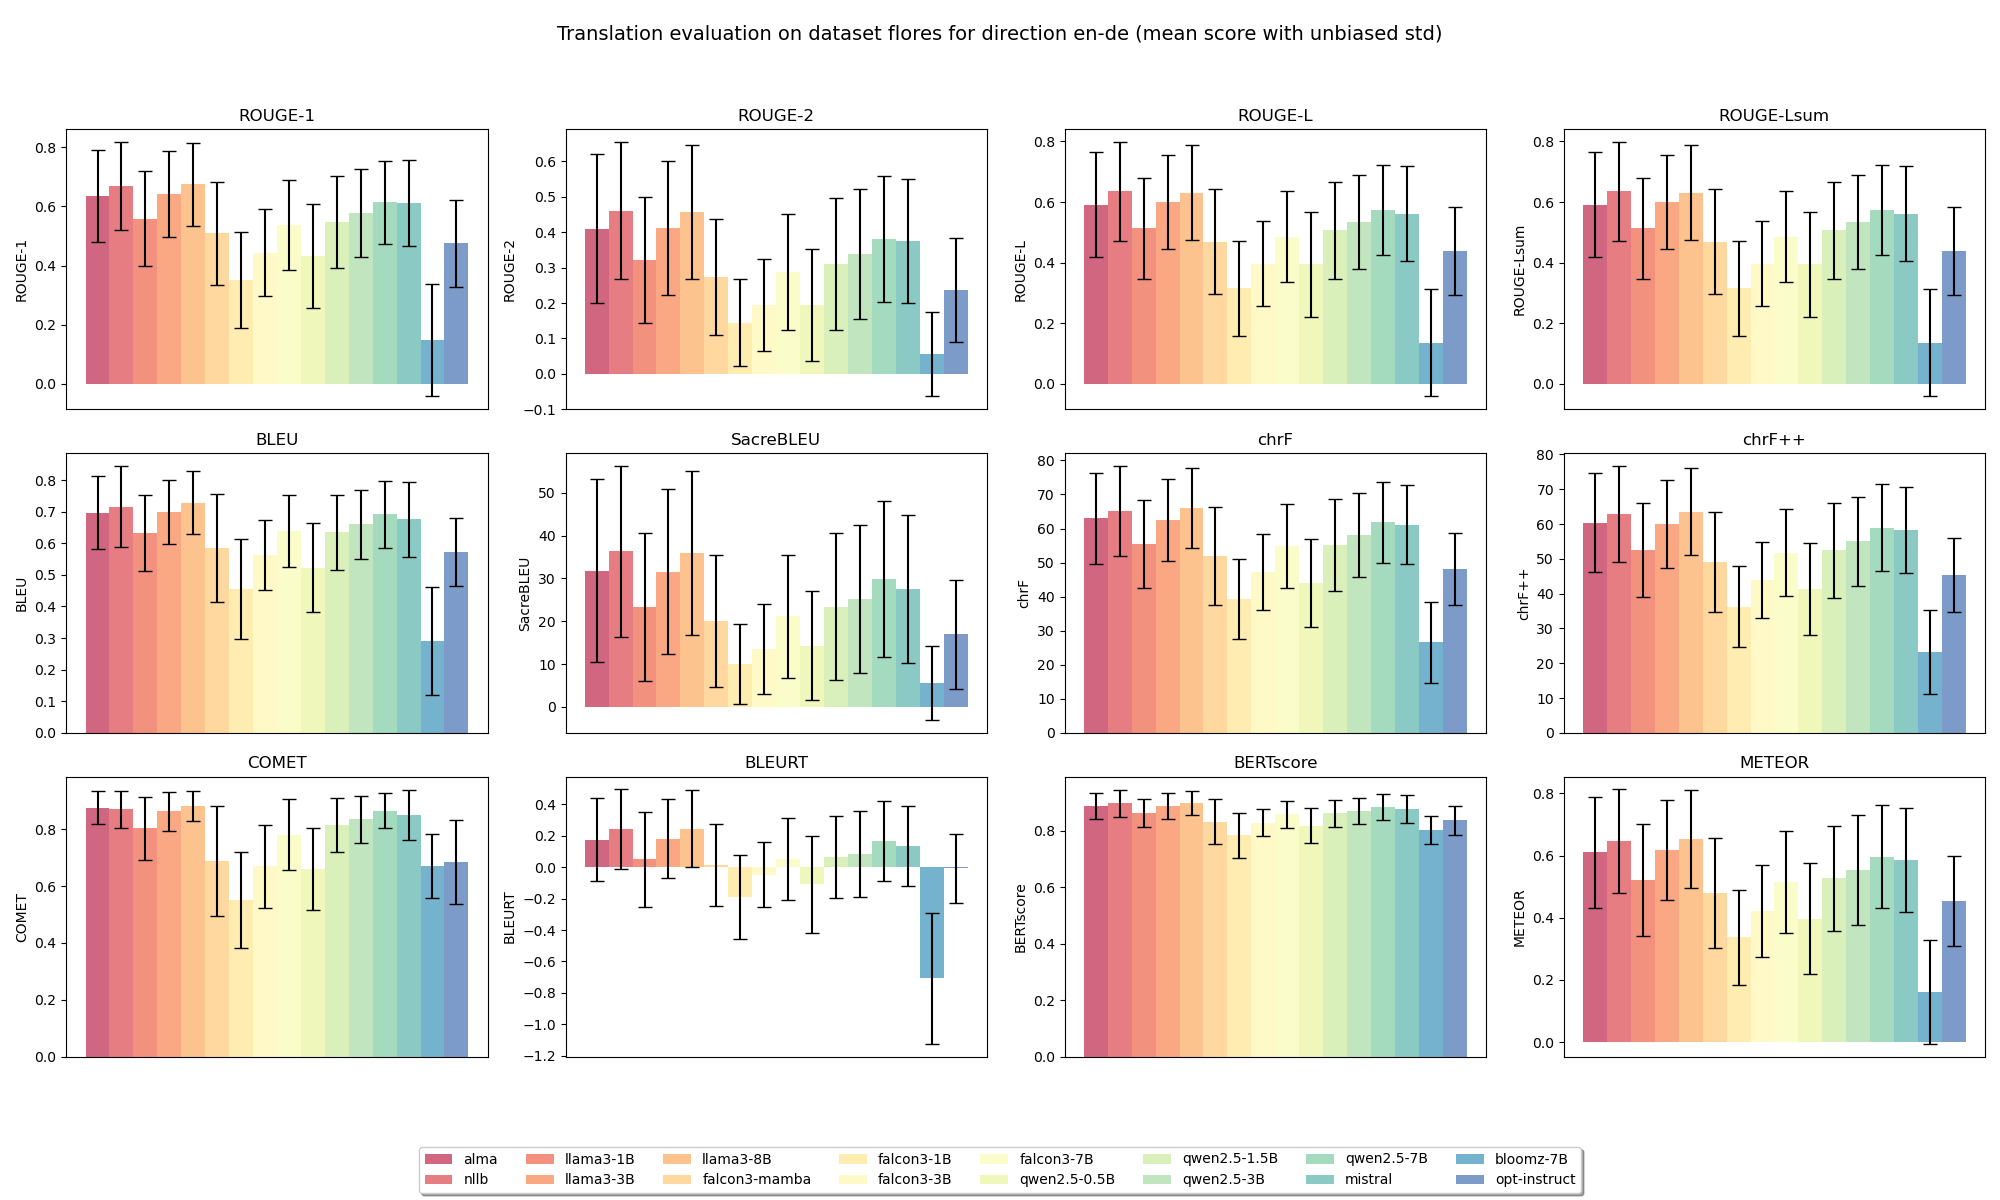 Translation evaluation on dataset flores for direction en-de (mean score with unbiased std)
ROUGE-1
ROUGE-1
0.8
0.6
0.4
0.2
0.0
ROUGE-2
ROUGE-2
0.6
0.5
0.4
0.3
0.2
0.1
0.0
−0.1
ROUGE-L
ROUGE-L
0.8
0.6
0.4
0.2
0.0
ROUGE-Lsum
ROUGE-Lsum
0.8
0.6
0.4
0.2
0.0
BLEU
BLEU
0.8
0.7
0.6
0.5
0.4
0.3
0.2
0.1
0.0
SacreBLEU
SacreBLEU
50
40
30
20
10
0
chrF
chrF
80
70
60
50
40
30
20
10
0
chrF++
chrF++
80
70
60
50
40
30
20
10
0
COMET
COMET
0.8
0.6
0.4
0.2
0.0
BLEURT
BLEURT
0.4
0.2
0.0
−0.2
−0.4
−0.6
−0.8
−1.0
−1.2
BERTscore
BERTscore
0.8
0.6
0.4
0.2
0.0
METEOR
METEOR
0.8
0.6
0.4
0.2
0.0
alma llama3-1B llama3-8B falcon3-1B falcon3-7B qwen2.5-1.5B qwen2.5-7B bloomz-7B
nllb llama3-3B falcon3-mamba falcon3-3B qwen2.5-0.5B qwen2.5-3B mistral opt-instruct